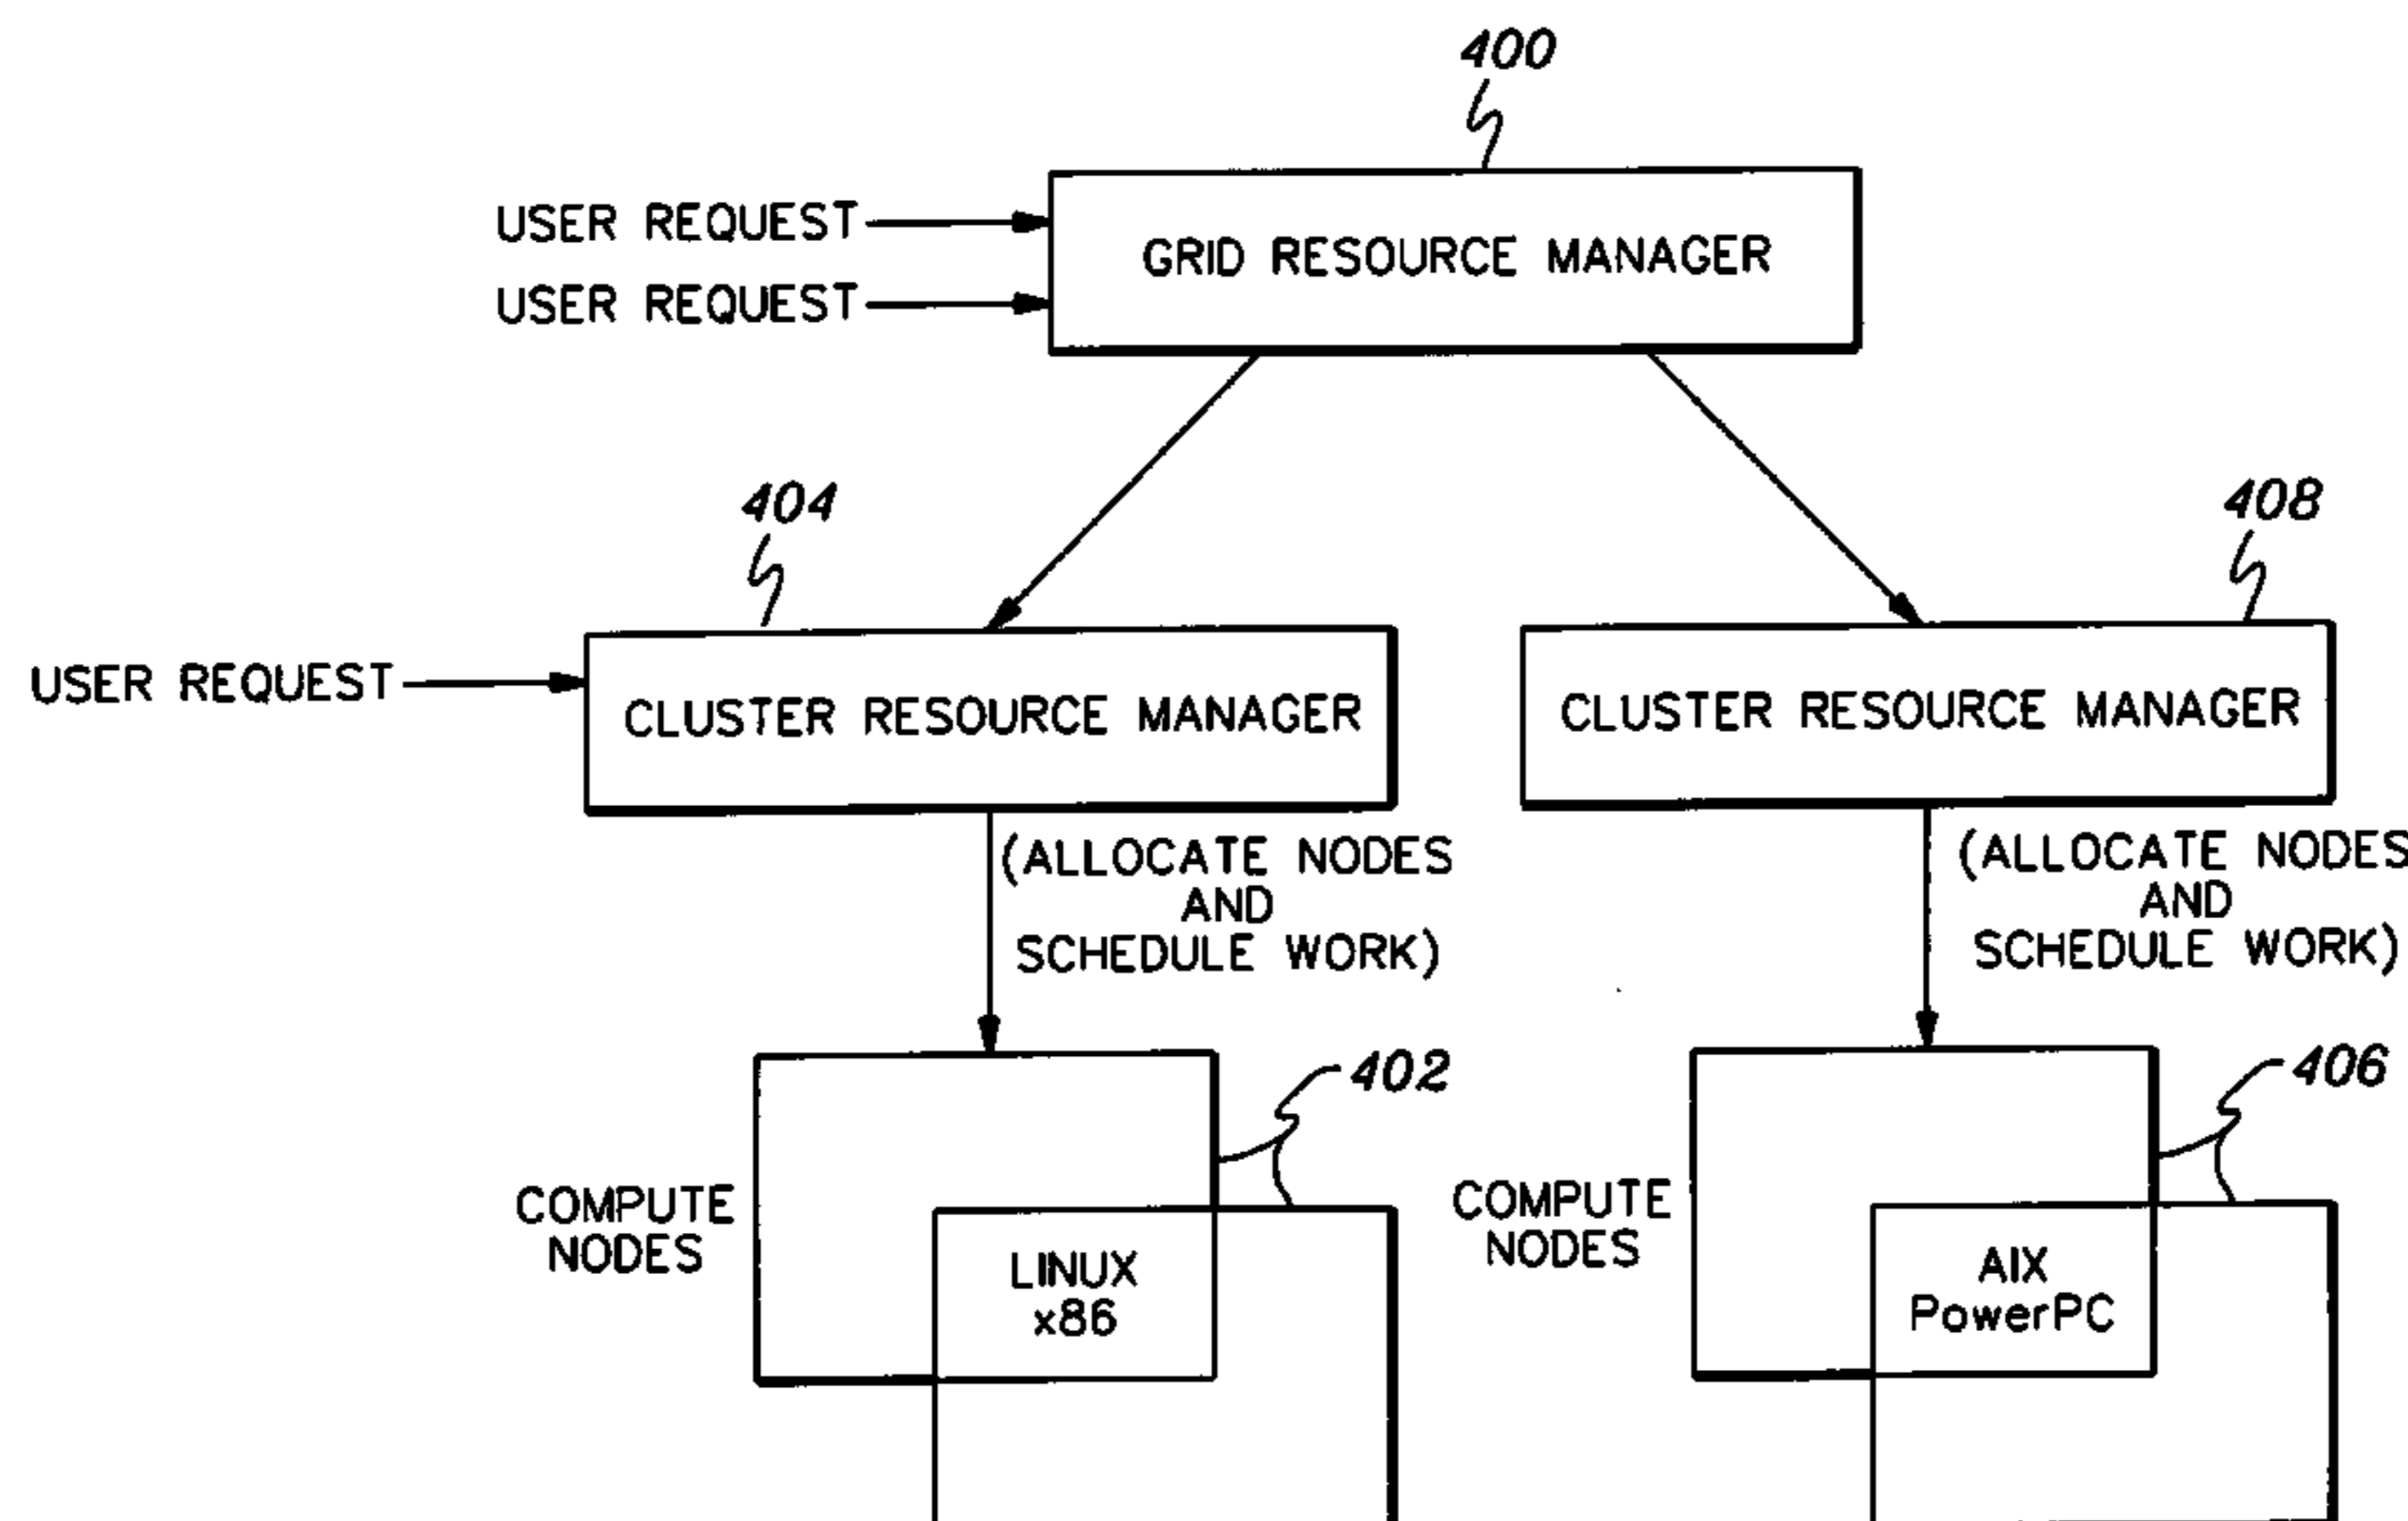 400
USER REQUEST
GRID RESOURCE MANAGER
USER REQUEST
404
408
USER REQUEST
CLUSTER RESOURCE MANAGER
CLUSTER RESOURCE MANAGER
(ALLOCATE NODES
AND
SCHEDULE WORK)
(ALLOCATE NODES
AND
SCHEDULE WORK)
402
406
COMPUTE
NODES
COMPUTE
NODES
LINUX
x86
AIX
PowerPC